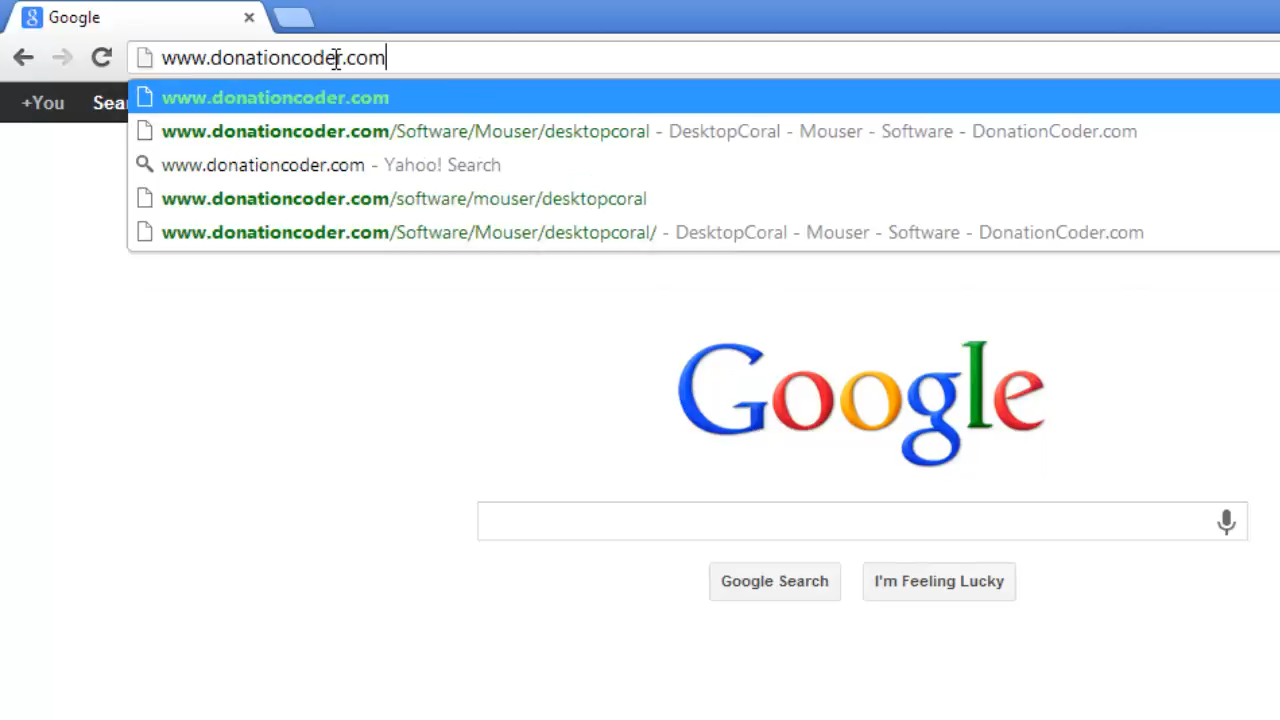 Google
www.donationcoder.com
www.donationcoder.com
+You Sea
www.donationcoder.com/Software/Mouser/desktopcoral - DesktopCoral - Mouser - Software - DonationCoder.com
www.donationcoder.com - Yahoo! Search
www.donationcoder.com/software/mouser/desktopcoral
www.donationcoder.com/Software/Mouser/desktopcoral/ - DesktopCoral - Mouser - Software - DonationCoder.com
Google
Google Search I'm Feeling Lucky